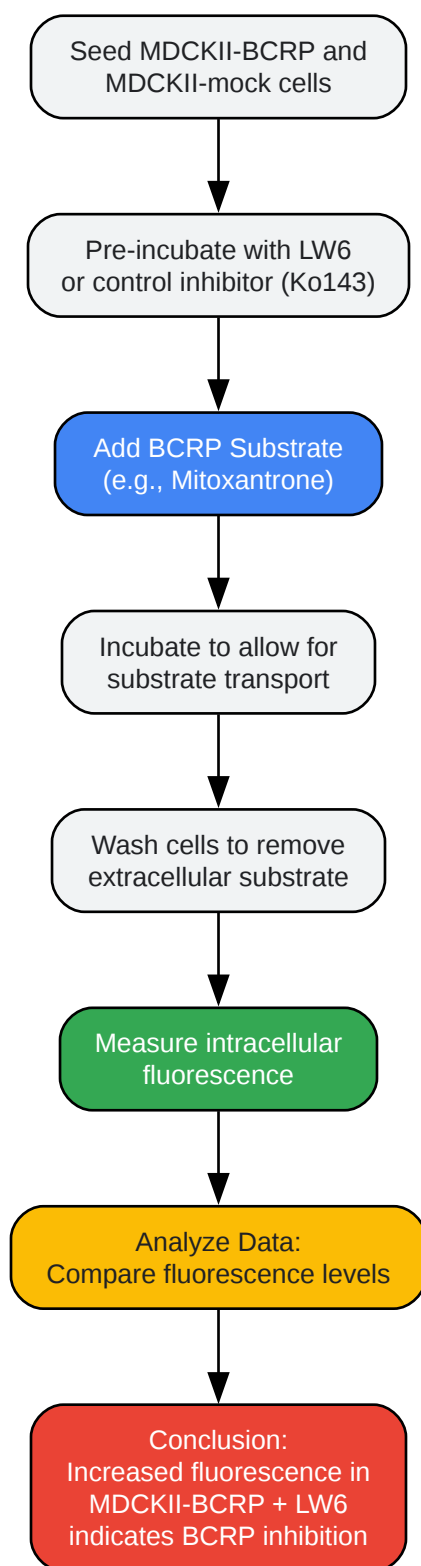 Seed MDCKII-BCRP and
MDCKII-mock cells
Pre-incubate with LW6
or control inhibitor (Ko143)
Add BCRP Substrate
(e.g., Mitoxantrone)
Incubate to allow for
substrate transport
Wash cells to remove
extracellular substrate
Measure intracellular
fluorescence
Analyze Data:
Compare fluorescence levels
Conclusion:
Increased fluorescence in
MDCKII-BCRP + LW6
indicates BCRP inhibition